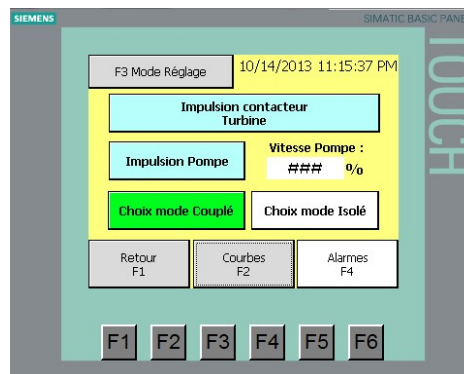 SIEMENS
SIMATIC BASIC PANE
TOUCH
F3 Mode Réglage
10/14/2013 11:15:37 PM
Impulsion contacteur
Turbine
Impulsion Pompe
Vitesse Pompe :
### %
Choix mode Couplé
Choix mode Isolé
Retour
F1
Courbes
F2
Alarmes
F4
F1 F2 F3 F4 F5 F6